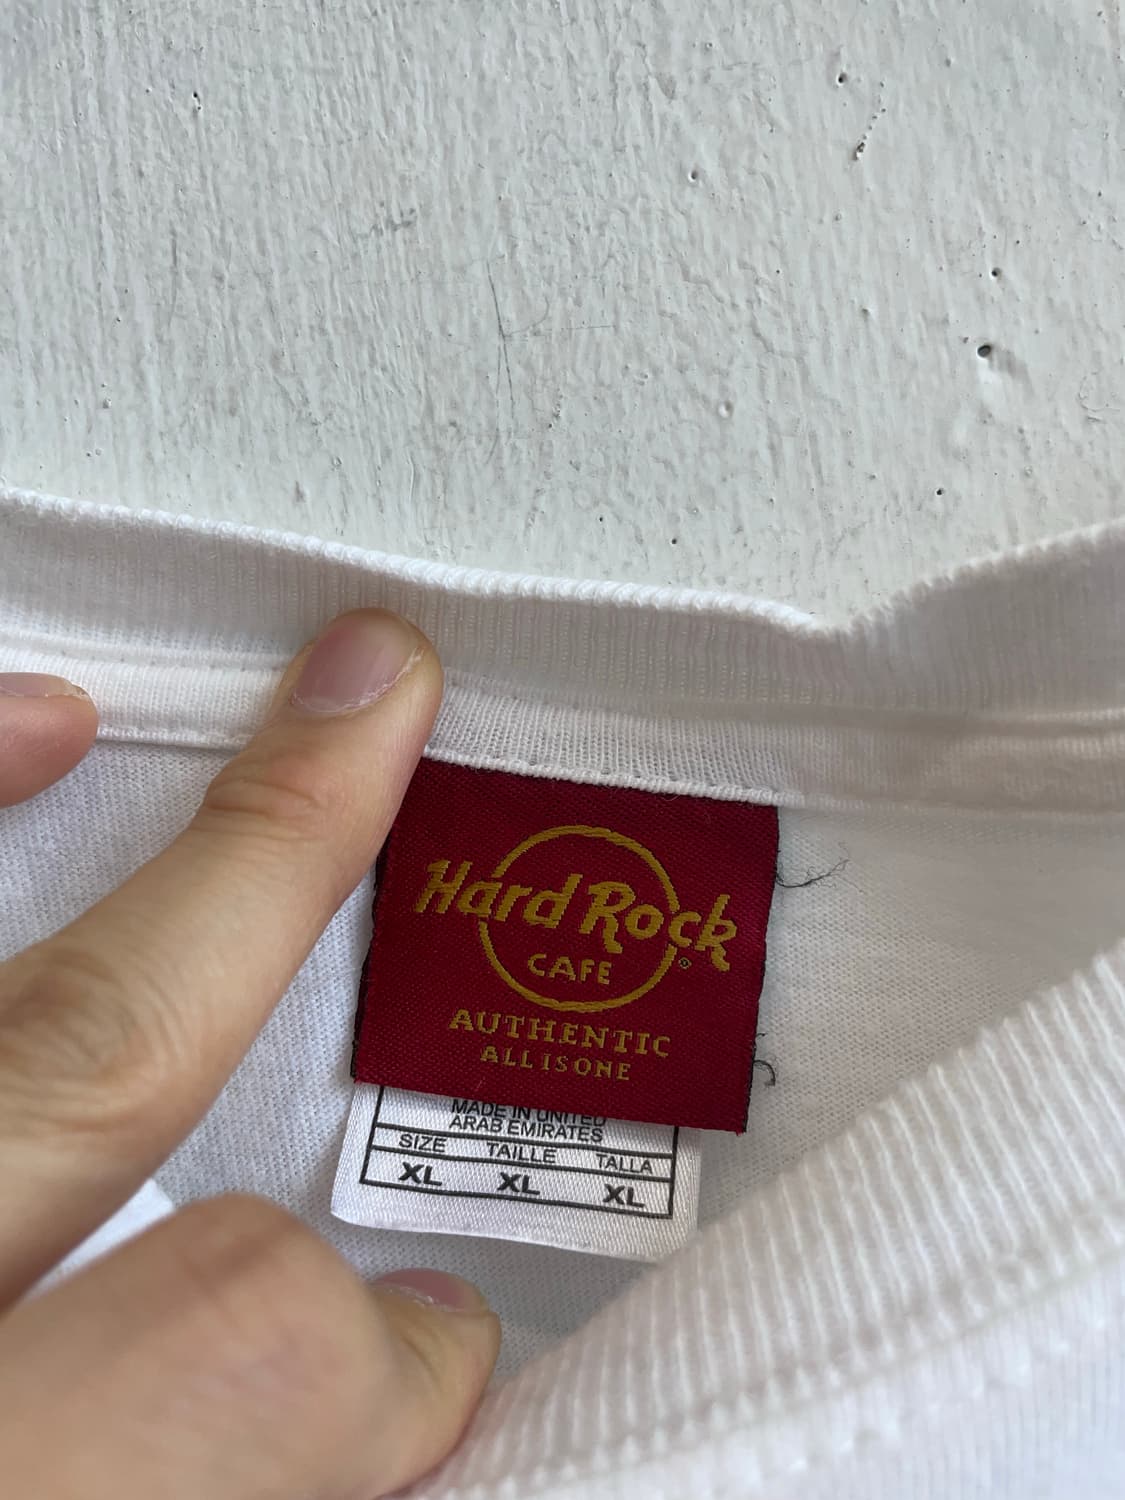 Hard Rock
CAFE
®
AUTHENTIC
ALL IS ONE
MADE IN UNITED
ARAB EMIRATES
SIZE TAILLE TALLA
XL XL XL